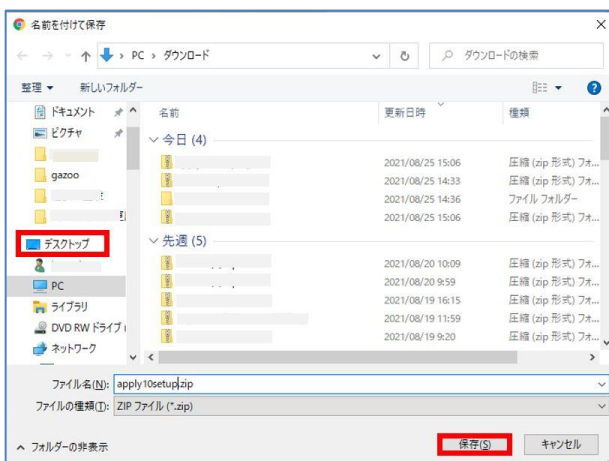 名前を付けて保存
PC › ダウンロード
ダウンロードの検索
整理 新しいフォルダー
ドキュメント
ピクチャ
gazoo
デスクトップ
PC
ライブラリ
DVD RW ドライブ
ネットワーク
名前 更新日時 種類
今日 (4)
2021/08/25 15:06 圧縮 (zip 形式) フォ...
2021/08/25 14:33 圧縮 (zip 形式) フォ...
2021/08/25 14:36 ファイル フォルダー
2021/08/25 15:06 圧縮 (zip 形式) フォ...
先週 (5)
2021/08/20 10:09 圧縮 (zip 形式) フォ...
2021/08/20 9:59 圧縮 (zip 形式) フォ...
2021/08/19 16:15 圧縮 (zip 形式) フォ...
2021/08/19 11:59 圧縮 (zip 形式) フォ...
2021/08/19 9:20 圧縮 (zip 形式) フォ...
ファイル名(N): apply10setup.zip
ファイルの種類(T): ZIP ファイル (*.zip)
フォルダーの非表示 保存(S) キャンセル